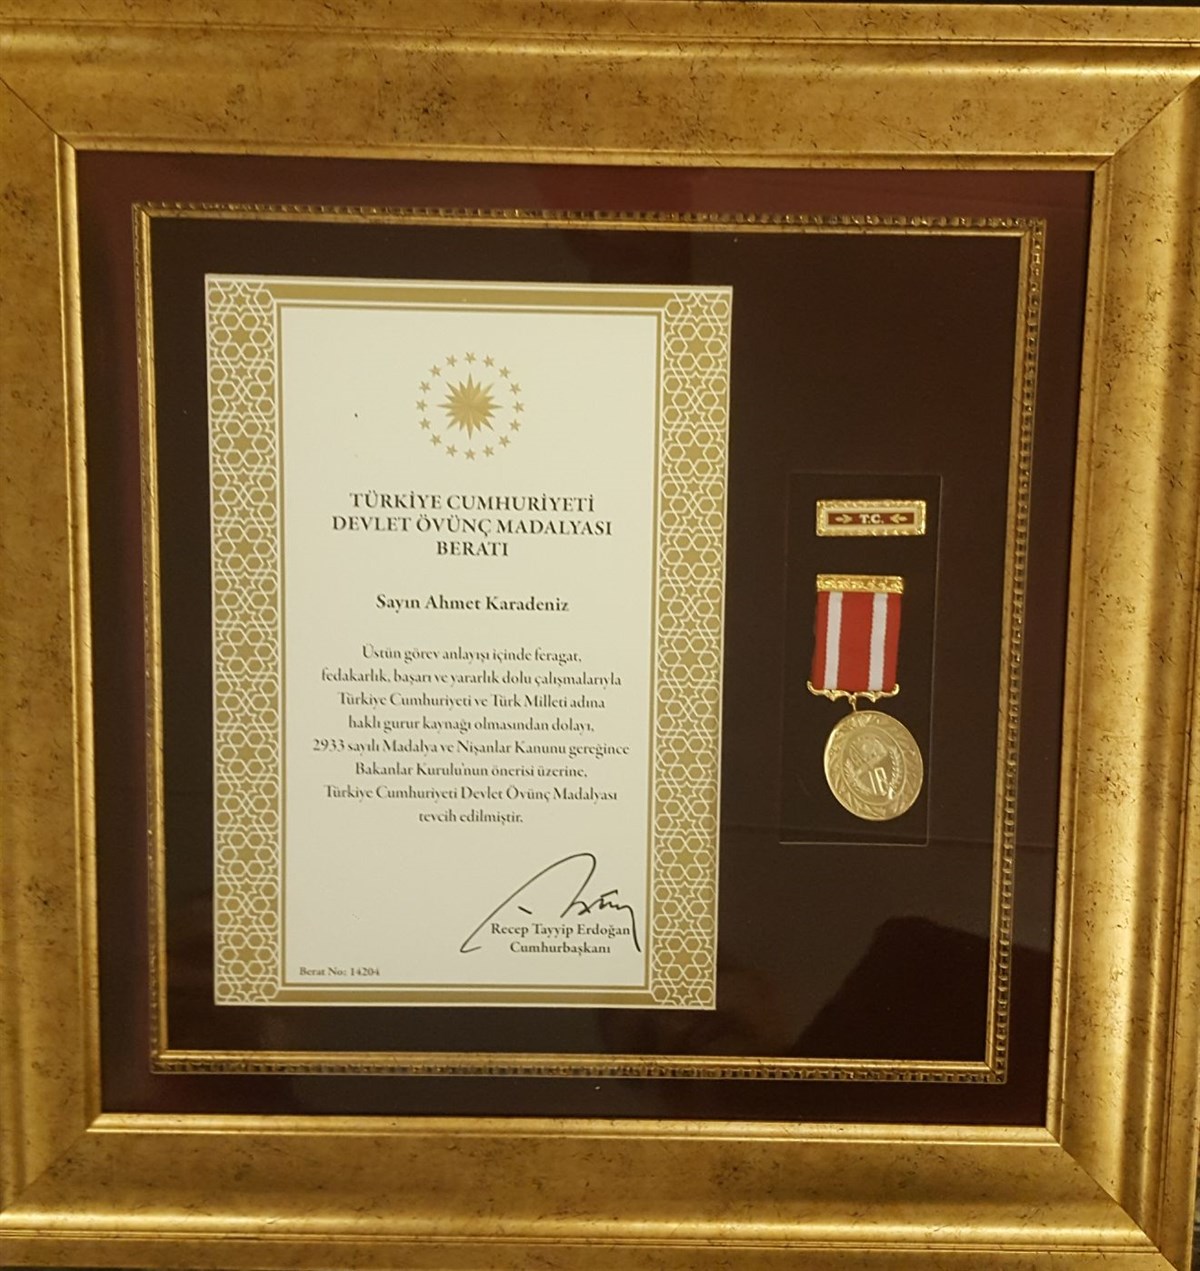 TÜRKİYE CUMHURİYETİ
DEVLET ÖVÜNÇ MADALYASI
BERATI
Sayın Ahmet Karadeniz
Üstün görev anlayışı içinde feragat,
fedakarlık, başarı ve yararlık dolu çalışmalarıyla
Türkiye Cumhuriyeti ve Türk Milleti adına
haklı gurur kaynağı olmasından dolayı,
2933 sayılı Madalya ve Nişanlar Kanunu gereğince
Bakanlar Kurulu'nun önerisi üzerine,
Türkiye Cumhuriyeti Devlet Övünç Madalyası
tevcih edilmiştir.
Recep Tayyip Erdoğan
Cumhurbaşkanı
Berat No: 14204
T.C.